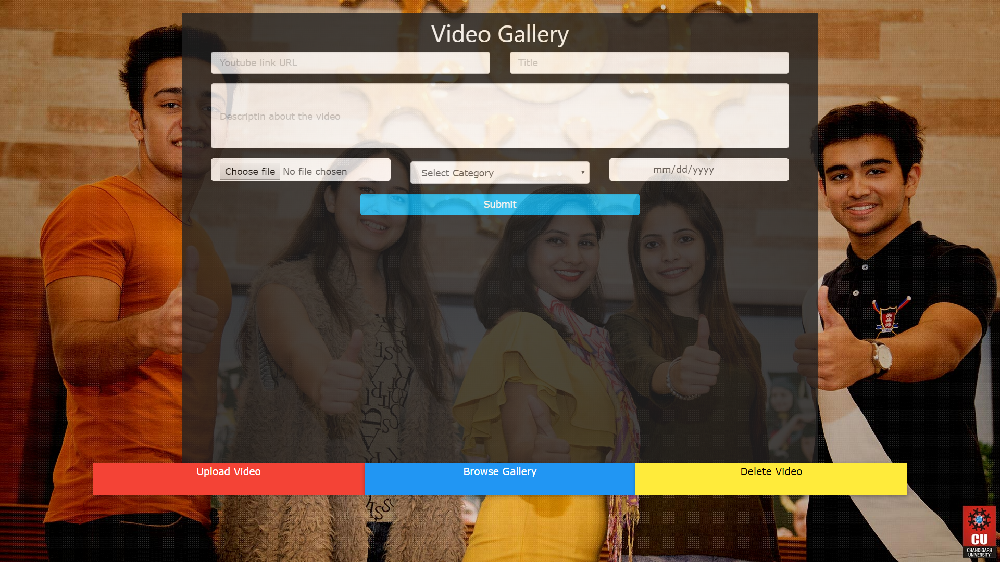 Video Gallery
Youtube link URL
Title
Descriptin about the video
Choose file No file chosen
Select Category
mm/dd/yyyy
Submit
Upload Video
Browse Gallery
Delete Video
CU
CHANDIGARH
UNIVERSITY